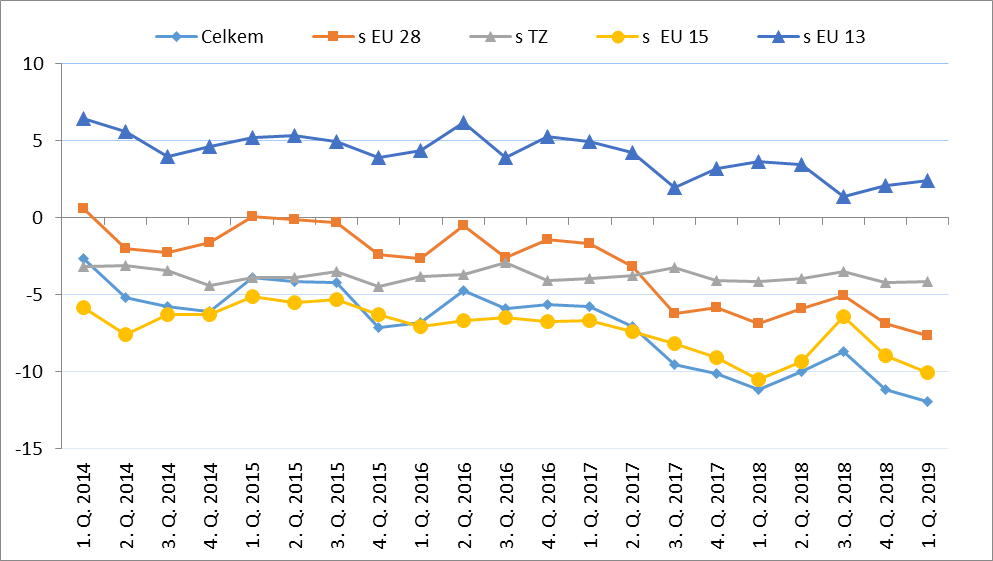 Celkem s EU 28 s TZ s EU 15 s EU 13
10
5
0
-5
-10
-15
1. Q. 2014
2. Q. 2014
3. Q. 2014
4. Q. 2014
1. Q. 2015
2. Q. 2015
3. Q. 2015
4. Q. 2015
1. Q. 2016
2. Q. 2016
3. Q. 2016
4. Q. 2016
1. Q. 2017
2. Q. 2017
3. Q. 2017
4. Q. 2017
1. Q. 2018
2. Q. 2018
3. Q. 2018
4. Q. 2018
1. Q. 2019